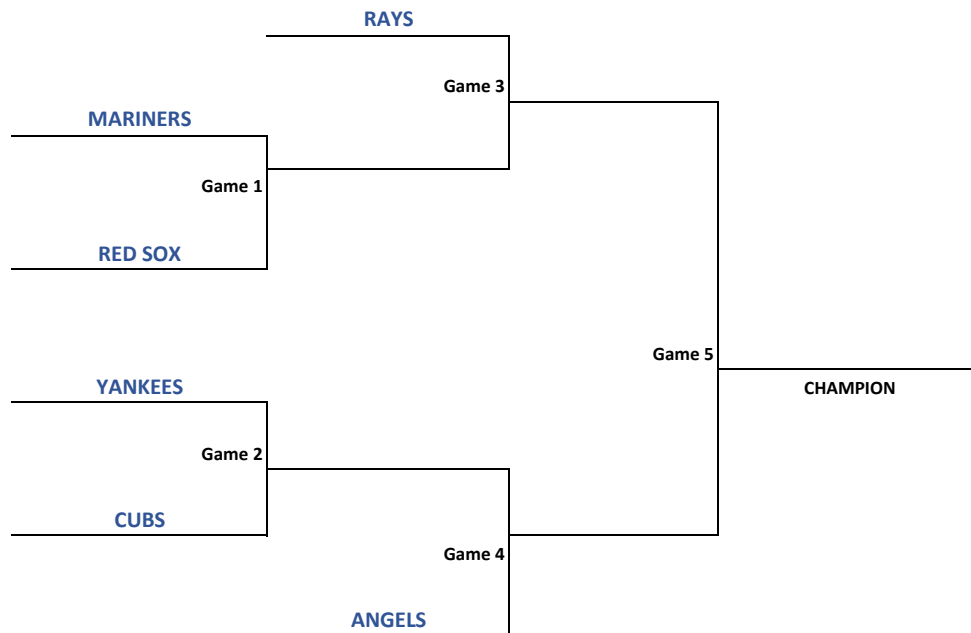 RAYS
Game 3
MARINERS
Game 1
RED SOX
Game 5
YANKEES
CHAMPION
Game 2
CUBS
Game 4
ANGELS